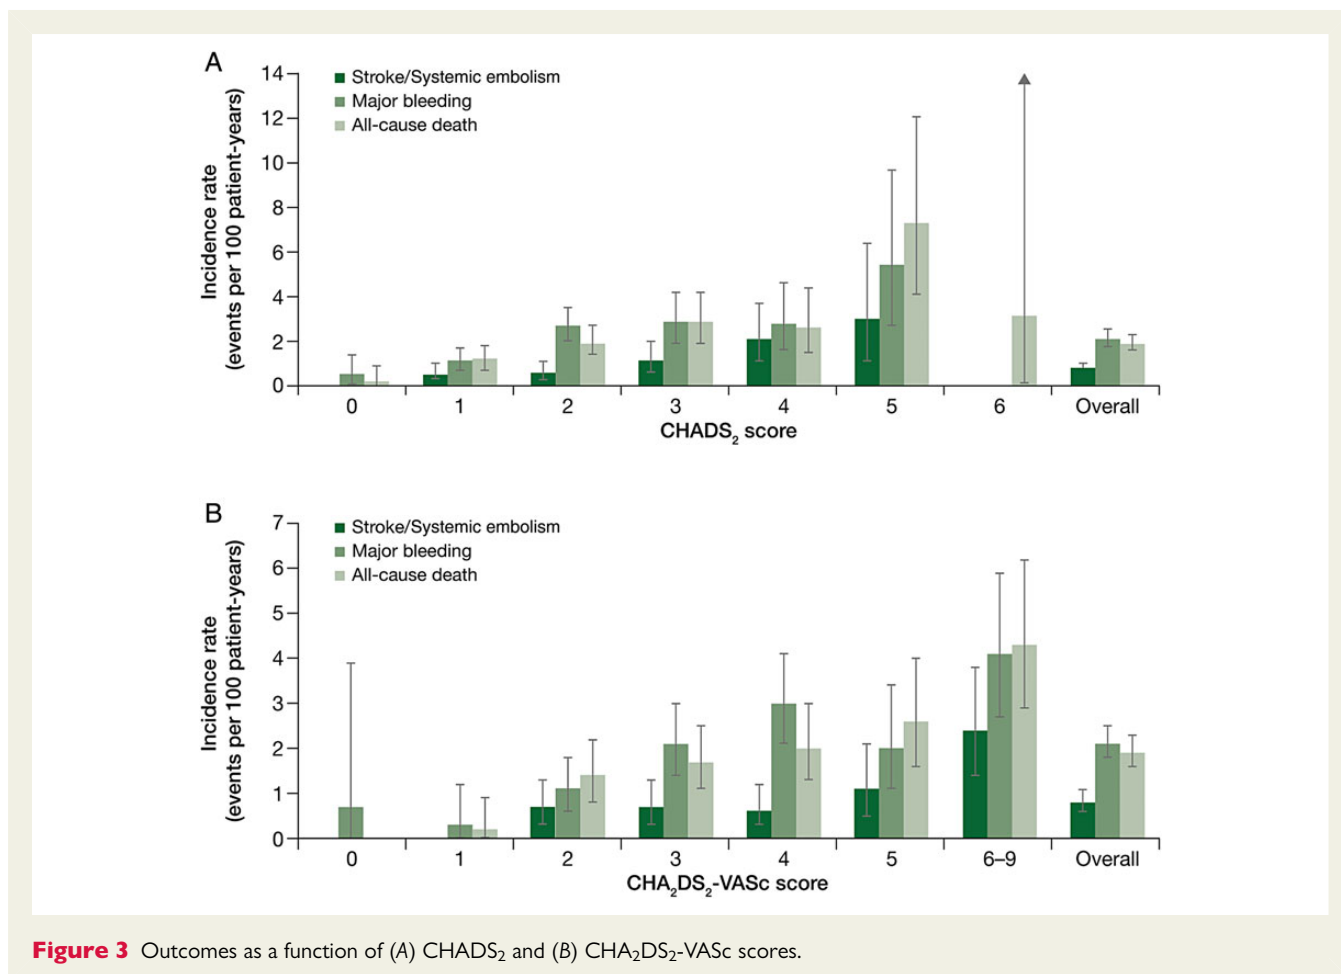 A
Stroke/Systemic embolism
Major bleeding
All-cause death
Incidence rate
(events per 100 patient-years)
14
12
10
8
6
4
2
0
0 1 2 3 4 5 6 Overall
CHADS₂ score
B
Stroke/Systemic embolism
Major bleeding
All-cause death
Incidence rate
(events per 100 patient-years)
7
6
5
4
3
2
1
0
0 1 2 3 4 5 6–9 Overall
CHA₂DS₂-VASc score
Figure 3 Outcomes as a function of (A) CHADS₂ and (B) CHA₂DS₂-VASc scores.